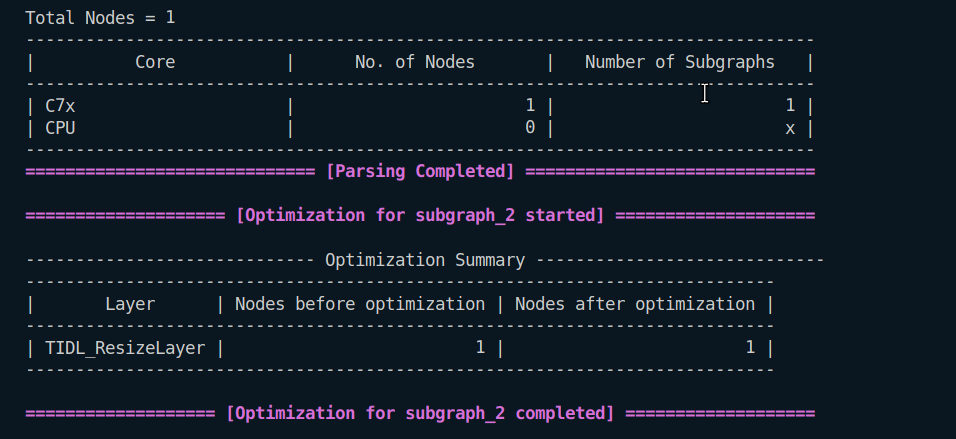 Total Nodes = 1
-------------------------------------------------------------------------------
|          Core           |      No. of Nodes       |   Number of Subgraphs   |
-------------------------------------------------------------------------------
| C7x                     |                       1 |                       1 |
| CPU                     |                       0 |                       x |
-------------------------------------------------------------------------------
============================= [Parsing Completed] =============================
==================== [Optimization for subgraph_2 started] ====================
----------------------------- Optimization Summary -----------------------------
---------------------------------------------------------------------------
|       Layer      | Nodes before optimization | Nodes after optimization |
---------------------------------------------------------------------------
| TIDL_ResizeLayer |                         1 |                        1 |
---------------------------------------------------------------------------
=================== [Optimization for subgraph_2 completed] ===================